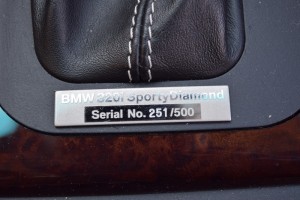 BMW 320i SportyDiamond
Serial No. 251/500